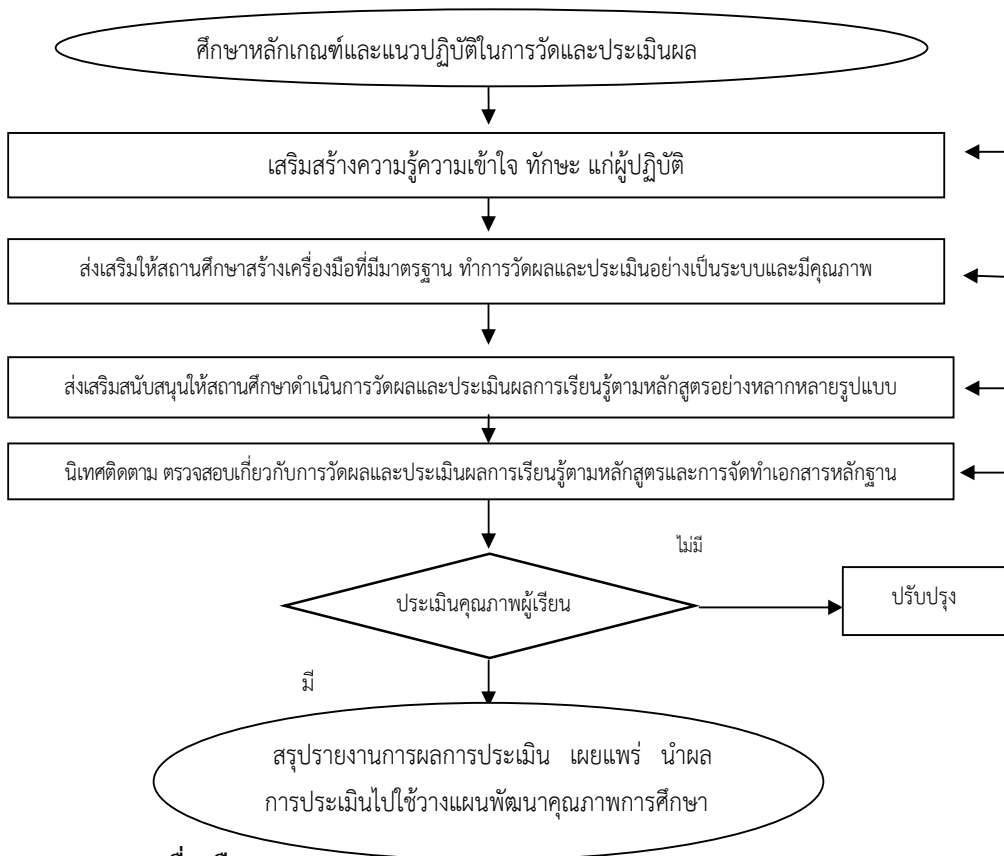 ศึกษาหลักเกณฑ์และแนวปฏิบัติในการวัดและประเมินผล
เสริมสร้างความรู้ความเข้าใจ ทักษะ แก่ผู้ปฏิบัติ
ส่งเสริมให้สถานศึกษาสร้างเครื่องมือที่มีมาตรฐาน ทำการวัดผลและประเมินอย่างเป็นระบบและมีคุณภาพ
ส่งเสริมสนับสนุนให้สถานศึกษาดำเนินการวัดผลและประเมินผลการเรียนรู้ตามหลักสูตรอย่างหลากหลายรูปแบบ
นิเทศติดตาม ตรวจสอบเกี่ยวกับการวัดผลและประเมินผลการเรียนรู้ตามหลักสูตรและการจัดทำเอกสารหลักฐาน
ไม่มี
ประเมินคุณภาพผู้เรียน
ปรับปรุง
มี
สรุปรายงานการผลการประเมิน เผยแพร่ นำผล
การประเมินไปใช้วางแผนพัฒนาคุณภาพการศึกษา